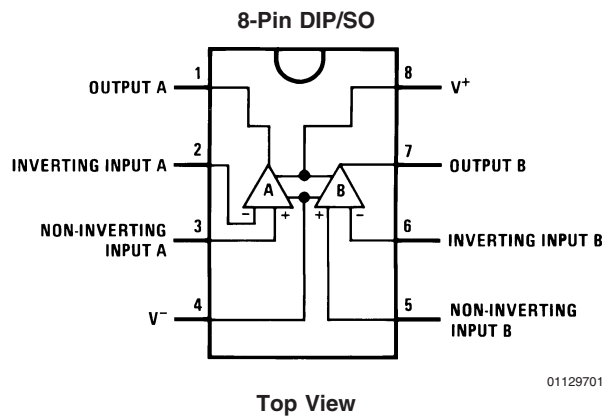 8-Pin DIP/SO
1
8
OUTPUT A
V+
2
7
INVERTING INPUT A
OUTPUT B
A
B
- + + -
3
6
NON-INVERTING
INPUT A
INVERTING INPUT B
4
5
V−
NON-INVERTING
INPUT B
01129701
Top View